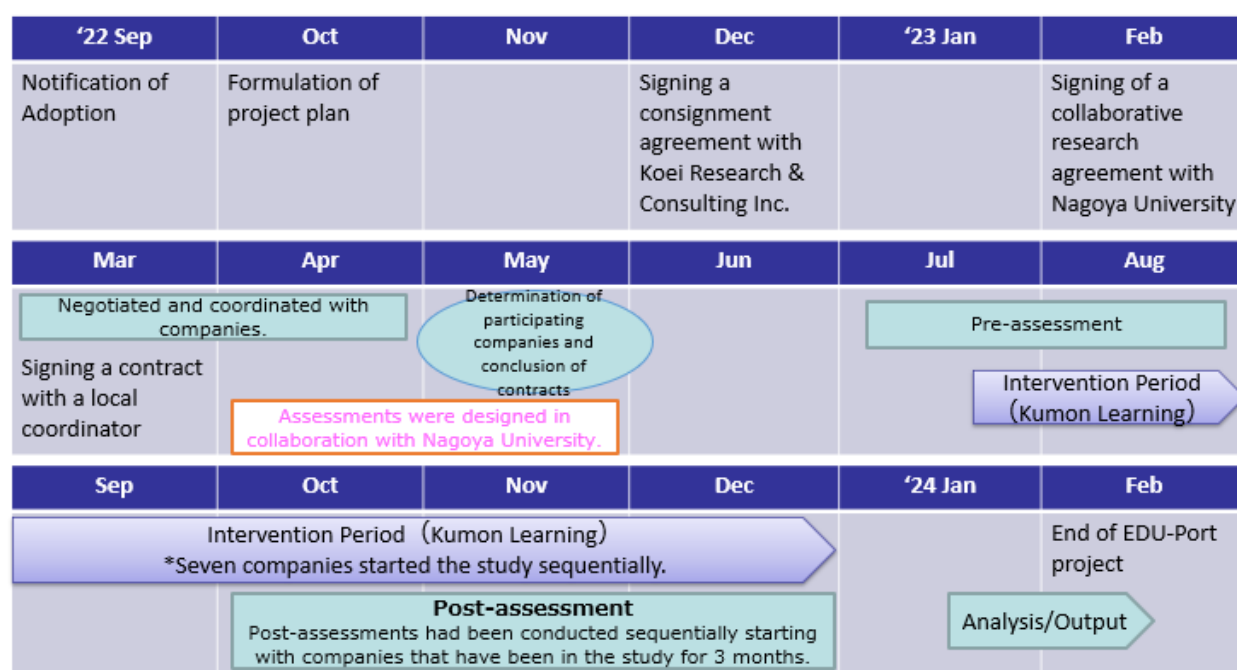 ‘22 Sep
Oct
Nov
Dec
‘23 Jan
Feb
Notification of
Adoption
Formulation of
project plan
Signing a
consignment
agreement with
Koei Research &
Consulting Inc.
Signing of a
collaborative
research
agreement with
Nagoya University
Mar
Apr
May
Jun
Jul
Aug
Negotiated and coordinated with
companies.
Signing a contract
with a local
coordinator
Determination of
participating
companies and
conclusion of
contracts
Assessments were designed in
collaboration with Nagoya University.
Pre-assessment
Intervention Period
（Kumon Learning）
Sep
Oct
Nov
Dec
‘24 Jan
Feb
Intervention Period （Kumon Learning）
*Seven companies started the study sequentially.
Post-assessment
Post-assessments had been conducted sequentially starting
with companies that have been in the study for 3 months.
End of EDU-Port
project
Analysis/Output